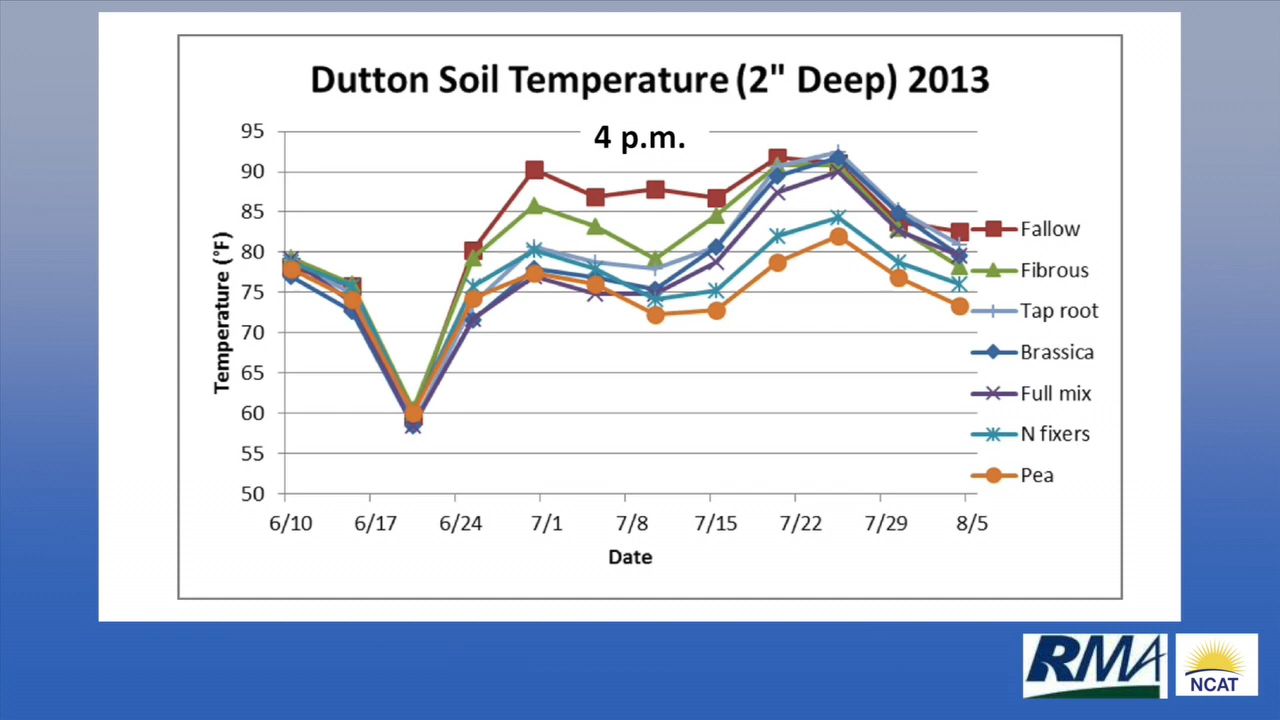 Dutton Soil Temperature (2" Deep) 2013
4 p.m.
95
90
85
80
75
70
65
60
55
50
Temperature (°F)
6/10 6/17 6/24 7/1 7/8 7/15 7/22 7/29 8/5
Date
Fallow
Fibrous
Tap root
Brassica
Full mix
N fixers
Pea
RMA
NCAT